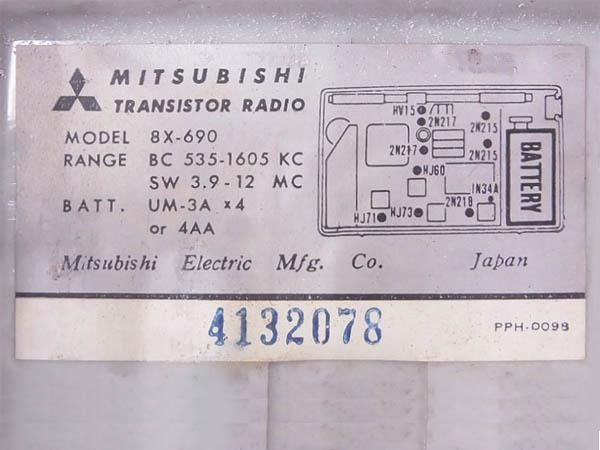 MITSUBISHI
TRANSISTOR RADIO
MODEL 8X-690
RANGE BC 535-1605 KC
SW 3.9-12 MC
BATT. UM-3A x4
or 4AA
HV15
2N217
2N215
2N217
2N215
HJ60
1N34A
2N218
HJ71
HJ73
BATTERY
Mitsubishi Electric Mfg. Co. Japan
4132078
PPH-0098